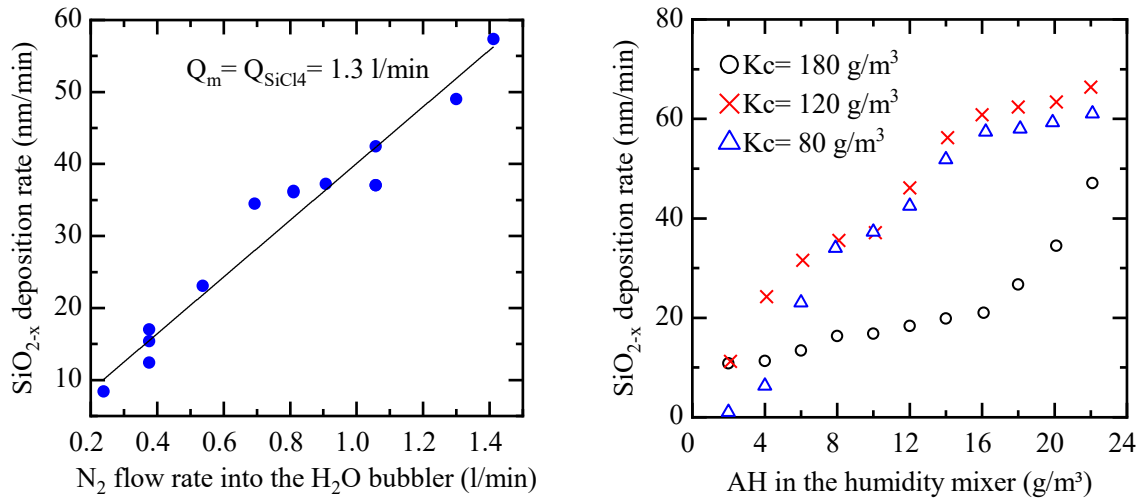 SiO₂₋ₓ deposition rate (nm/min)
60
50
40
30
20
10
Qₘ= Q_SiCl4= 1.3 l/min
0.2 0.4 0.6 0.8 1.0 1.2 1.4
N₂ flow rate into the H₂O bubbler (l/min)
SiO₂₋ₓ deposition rate (nm/min)
80
60
40
20
0
Kc= 180 g/m³
Kc= 120 g/m³
Kc= 80 g/m³
0 4 8 12 16 20 24
AH in the humidity mixer (g/m³)